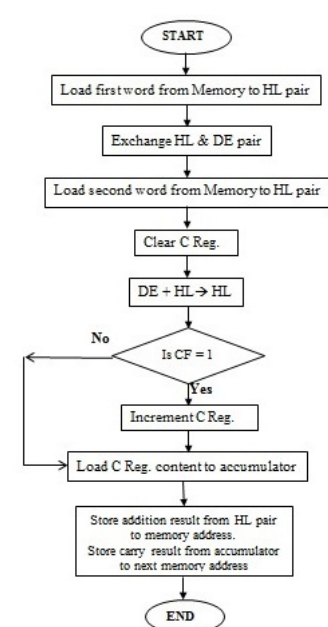 START
Load first word from Memory to HL pair
Exchange HL & DE pair
Load second word from Memory to HL pair
Clear C Reg.
DE + HL → HL
No
Is CF = 1
Yes
Increment C Reg.
Load C Reg. content to accumulator
Store addition result from HL pair
to memory address.
Store carry result from accumulator
to next memory address
END